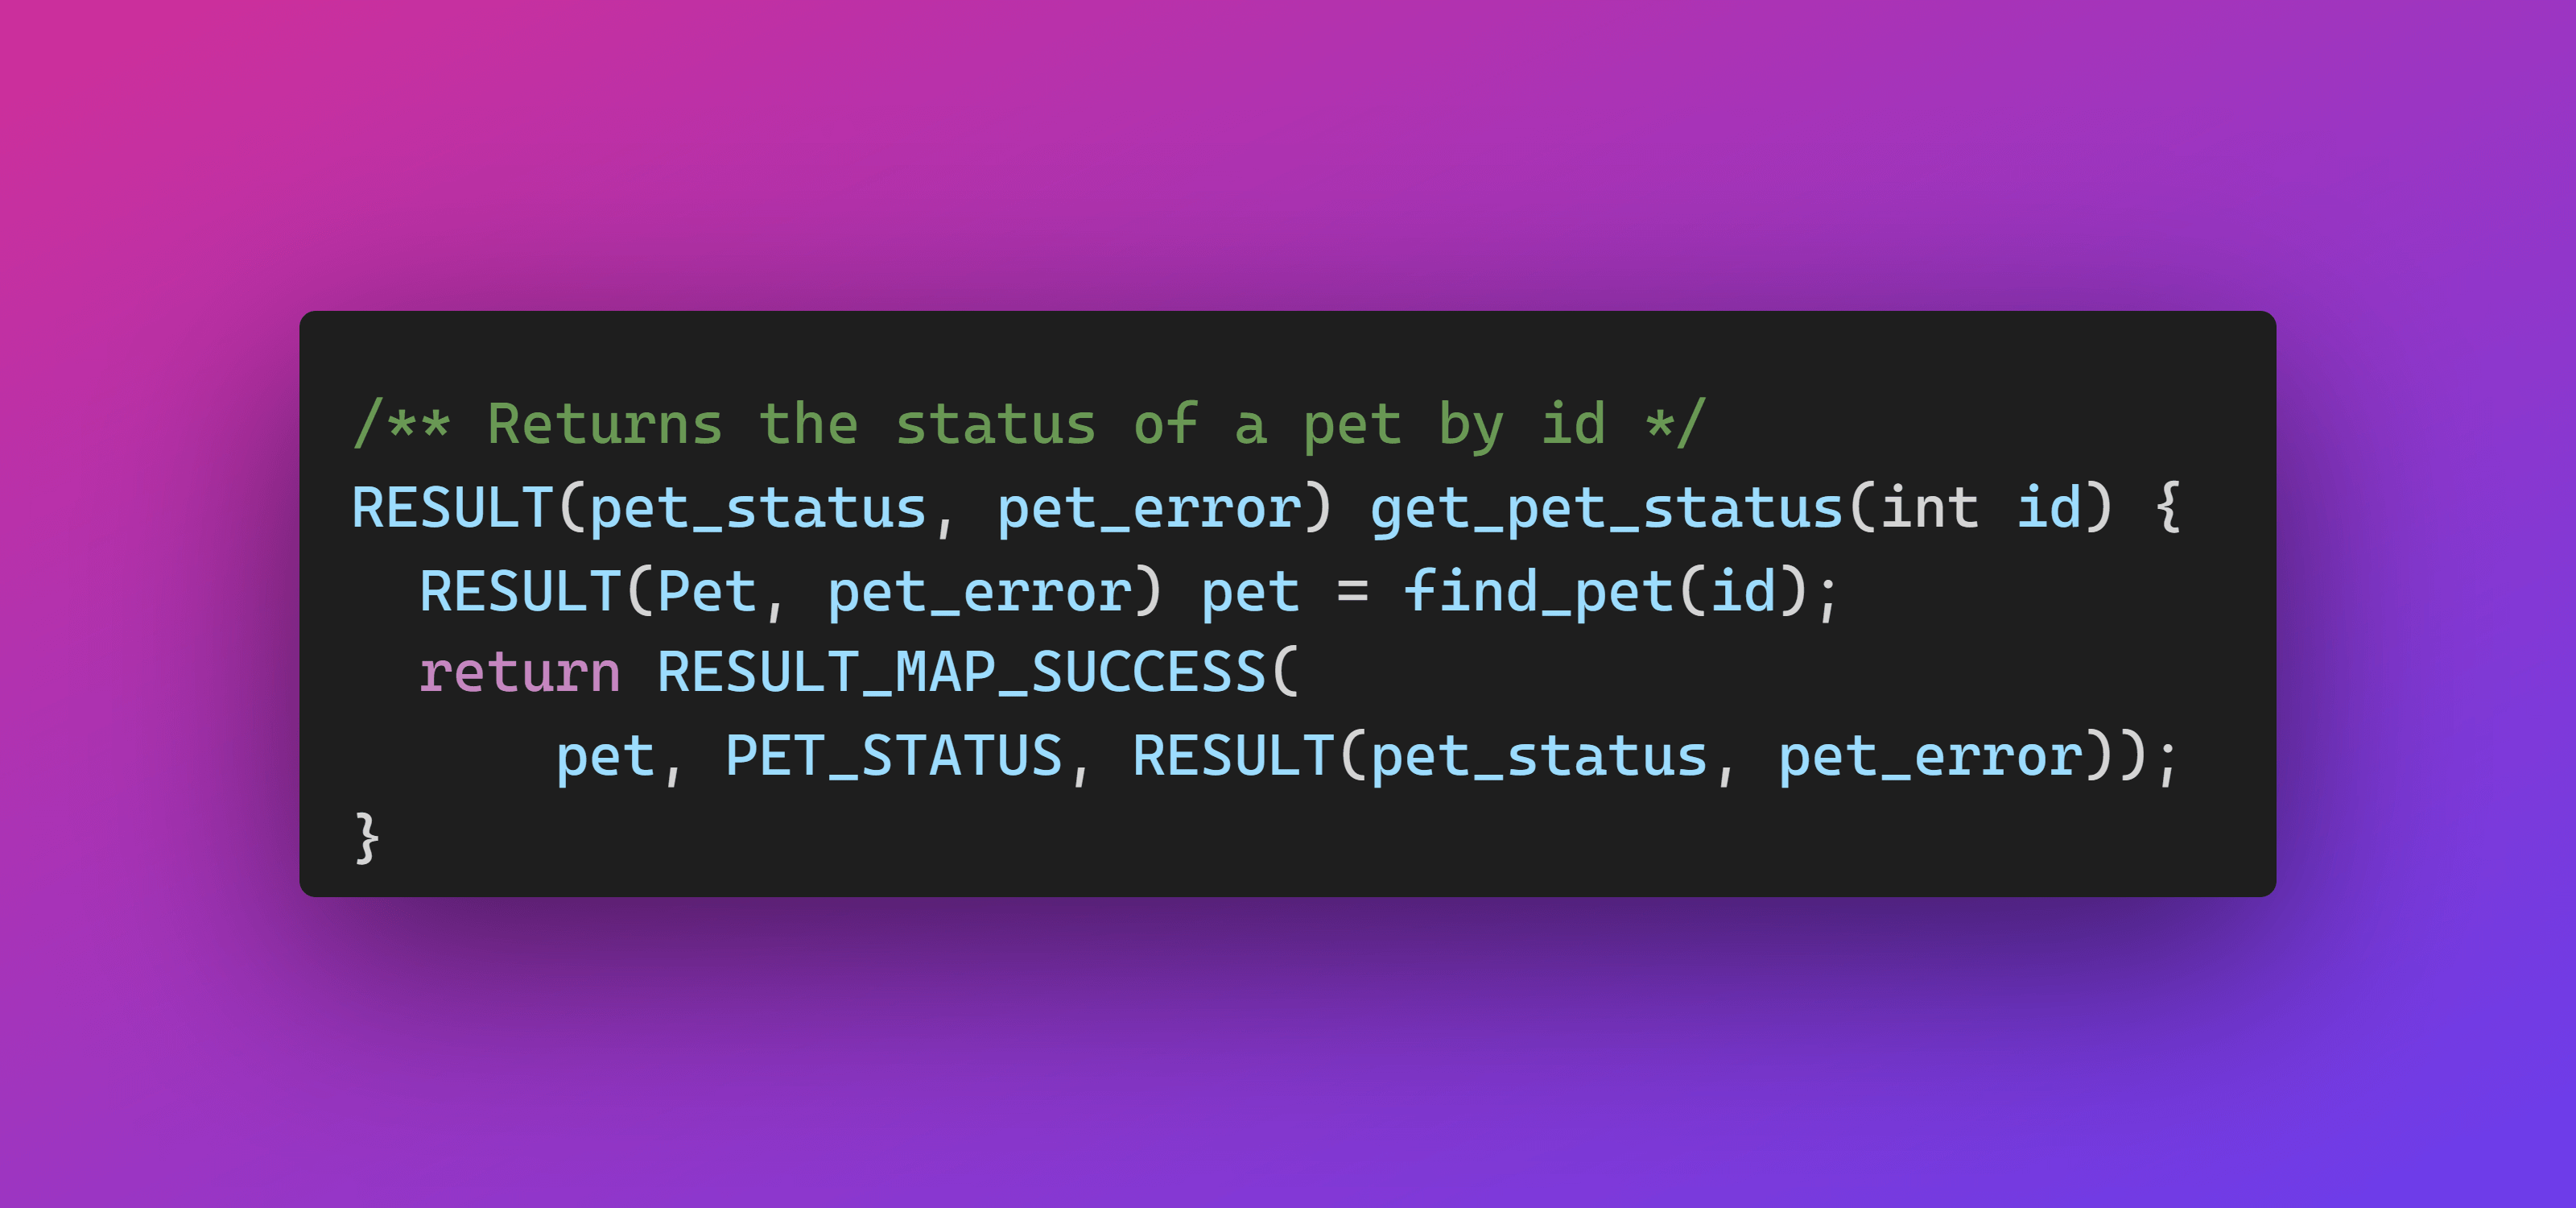 /** Returns the status of a pet by id */
RESULT(pet_status, pet_error) get_pet_status(int id) {
  RESULT(Pet, pet_error) pet = find_pet(id);
  return RESULT_MAP_SUCCESS(
      pet, PET_STATUS, RESULT(pet_status, pet_error));
}